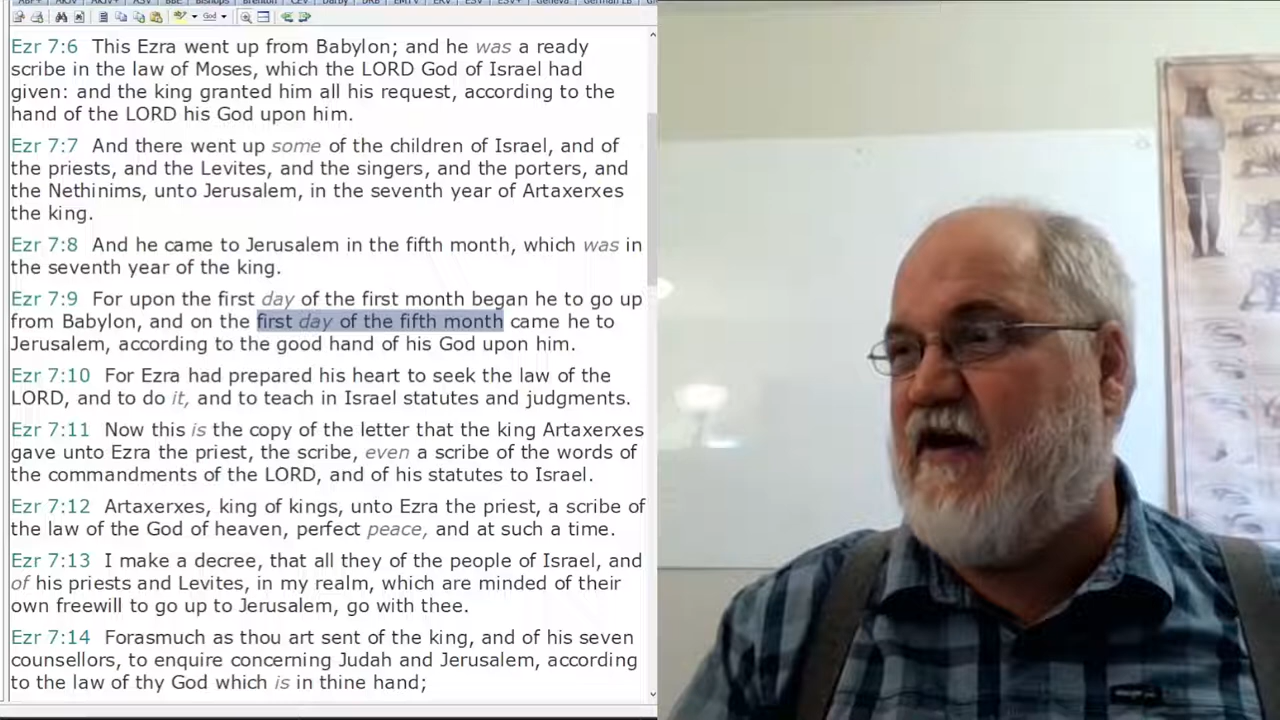 Ezr 7:6 This Ezra went up from Babylon; and he was a ready
scribe in the law of Moses, which the LORD God of Israel had
given: and the king granted him all his request, according to the
hand of the LORD his God upon him.
Ezr 7:7 And there went up some of the children of Israel, and of
the priests, and the Levites, and the singers, and the porters, and
the Nethinims, unto Jerusalem, in the seventh year of Artaxerxes
the king.
Ezr 7:8 And he came to Jerusalem in the fifth month, which was in
the seventh year of the king.
Ezr 7:9 For upon the first day of the first month began he to go up
from Babylon, and on the first day of the fifth month came he to
Jerusalem, according to the good hand of his God upon him.
Ezr 7:10 For Ezra had prepared his heart to seek the law of the
LORD, and to do it, and to teach in Israel statutes and judgments.
Ezr 7:11 Now this is the copy of the letter that the king Artaxerxes
gave unto Ezra the priest, the scribe, even a scribe of the words of
the commandments of the LORD, and of his statutes to Israel.
Ezr 7:12 Artaxerxes, king of kings, unto Ezra the priest, a scribe of
the law of the God of heaven, perfect peace, and at such a time.
Ezr 7:13 I make a decree, that all they of the people of Israel, and
of his priests and Levites, in my realm, which are minded of their
own freewill to go up to Jerusalem, go with thee.
Ezr 7:14 Forasmuch as thou art sent of the king, and of his seven
counsellors, to enquire concerning Judah and Jerusalem, according
to the law of thy God which is in thine hand;